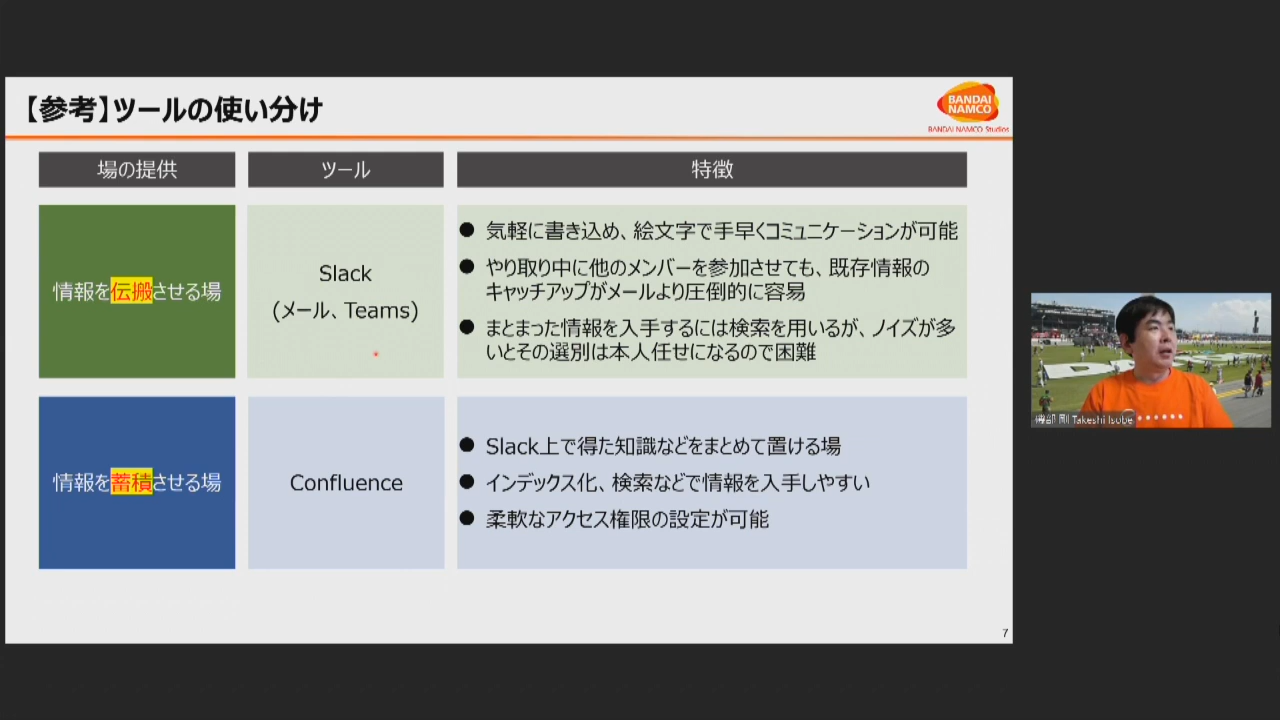 【参考】ツールの使い分け
BANDAI
NAMCO
BANDAI NAMCO Studios
場の提供
ツール
特徴
情報を伝搬させる場
Slack
(メール、Teams)
● 気軽に書き込め、絵文字で手早くコミュニケーションが可能
● やり取り中に他のメンバーを参加させても、既存情報の
キャッチアップがメールより圧倒的に容易
● まとまった情報を入手するには検索を用いるが、ノイズが多
いとその選別は本人任せになるので困難
情報を蓄積させる場
Confluence
● Slack上で得た知識などをまとめて置ける場
● インデックス化、検索などで情報を入手しやすい
● 柔軟なアクセス権限の設定が可能
7
磯部 剛 Takeshi Isobe